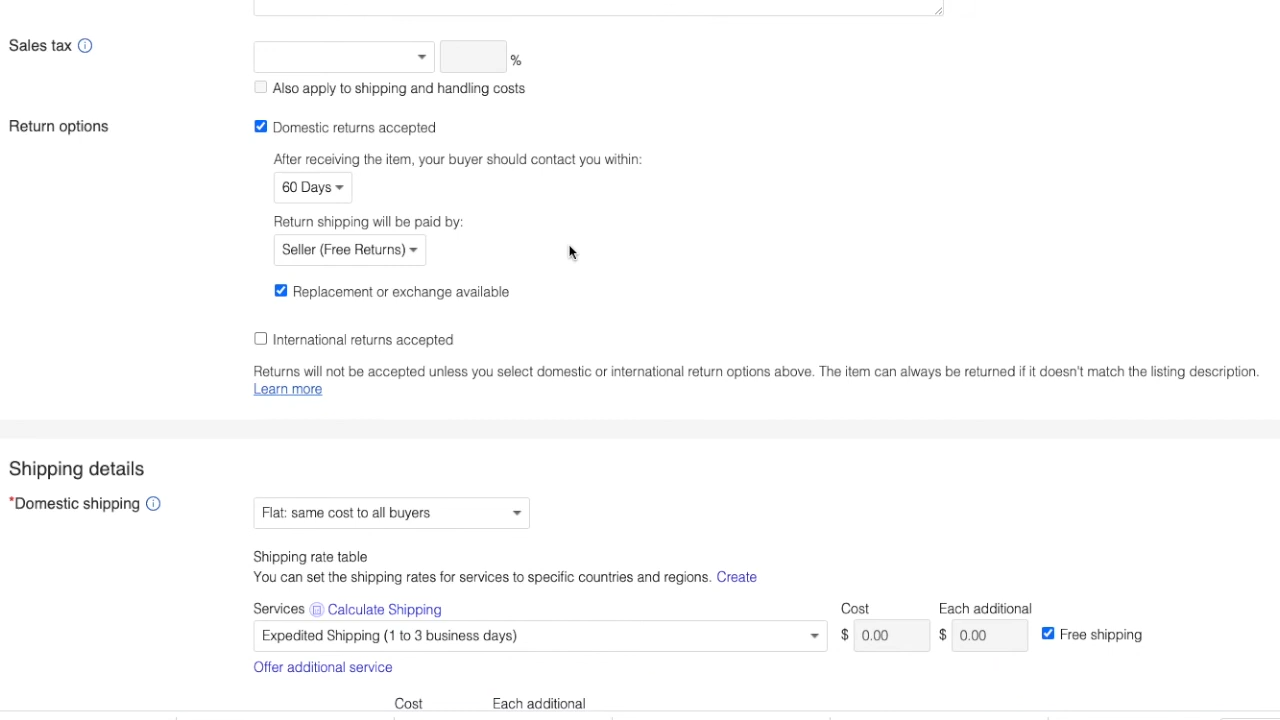 Sales tax
%
Also apply to shipping and handling costs
Return options
Domestic returns accepted
After receiving the item, your buyer should contact you within:
60 Days
Return shipping will be paid by:
Seller (Free Returns)
Replacement or exchange available
International returns accepted
Returns will not be accepted unless you select domestic or international return options above. The item can always be returned if it doesn't match the listing description.
Learn more
Shipping details
*Domestic shipping
Flat: same cost to all buyers
Shipping rate table
You can set the shipping rates for services to specific countries and regions. Create
Services Calculate Shipping Cost Each additional
Expedited Shipping (1 to 3 business days) $ 0.00 $ 0.00 Free shipping
Offer additional service
Cost Each additional